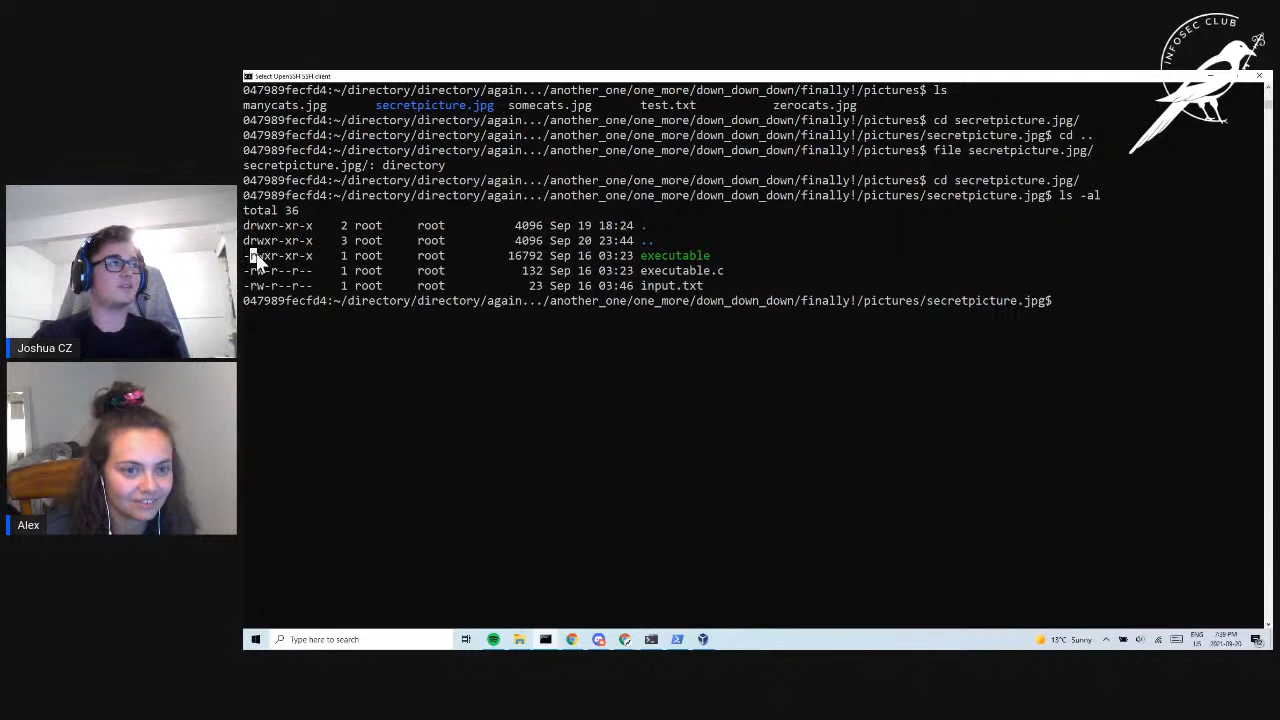 INFOSEC CLUB
Select OpenSSH SSH client
047989fecfd4:~/directory/directory/again.../another_one/one_more/down_down_down/finally!/pictures$ ls
manycats.jpg secretpicture.jpg somecats.jpg test.txt zerocats.jpg
047989fecfd4:~/directory/directory/again.../another_one/one_more/down_down_down/finally!/pictures$ cd secretpicture.jpg/
047989fecfd4:~/directory/directory/again.../another_one/one_more/down_down_down/finally!/pictures/secretpicture.jpg$ cd ..
047989fecfd4:~/directory/directory/again.../another_one/one_more/down_down_down/finally!/pictures$ file secretpicture.jpg/
secretpicture.jpg/: directory
047989fecfd4:~/directory/directory/again.../another_one/one_more/down_down_down/finally!/pictures$ cd secretpicture.jpg/
047989fecfd4:~/directory/directory/again.../another_one/one_more/down_down_down/finally!/pictures/secretpicture.jpg$ ls -al
total 36
drwxr-xr-x 2 root root 4096 Sep 19 18:24 .
drwxr-xr-x 3 root root 4096 Sep 20 23:44 ..
-rwxr-xr-x 1 root root 16792 Sep 16 03:23 executable
-rw-r--r-- 1 root root 132 Sep 16 03:23 executable.c
-rw-r--r-- 1 root root 23 Sep 16 03:46 input.txt
047989fecfd4:~/directory/directory/again.../another_one/one_more/down_down_down/finally!/pictures/secretpicture.jpg$
Joshua CZ
Alex
Type here to search
13°C Sunny
ENG
US
7:39 PM
2021-09-20